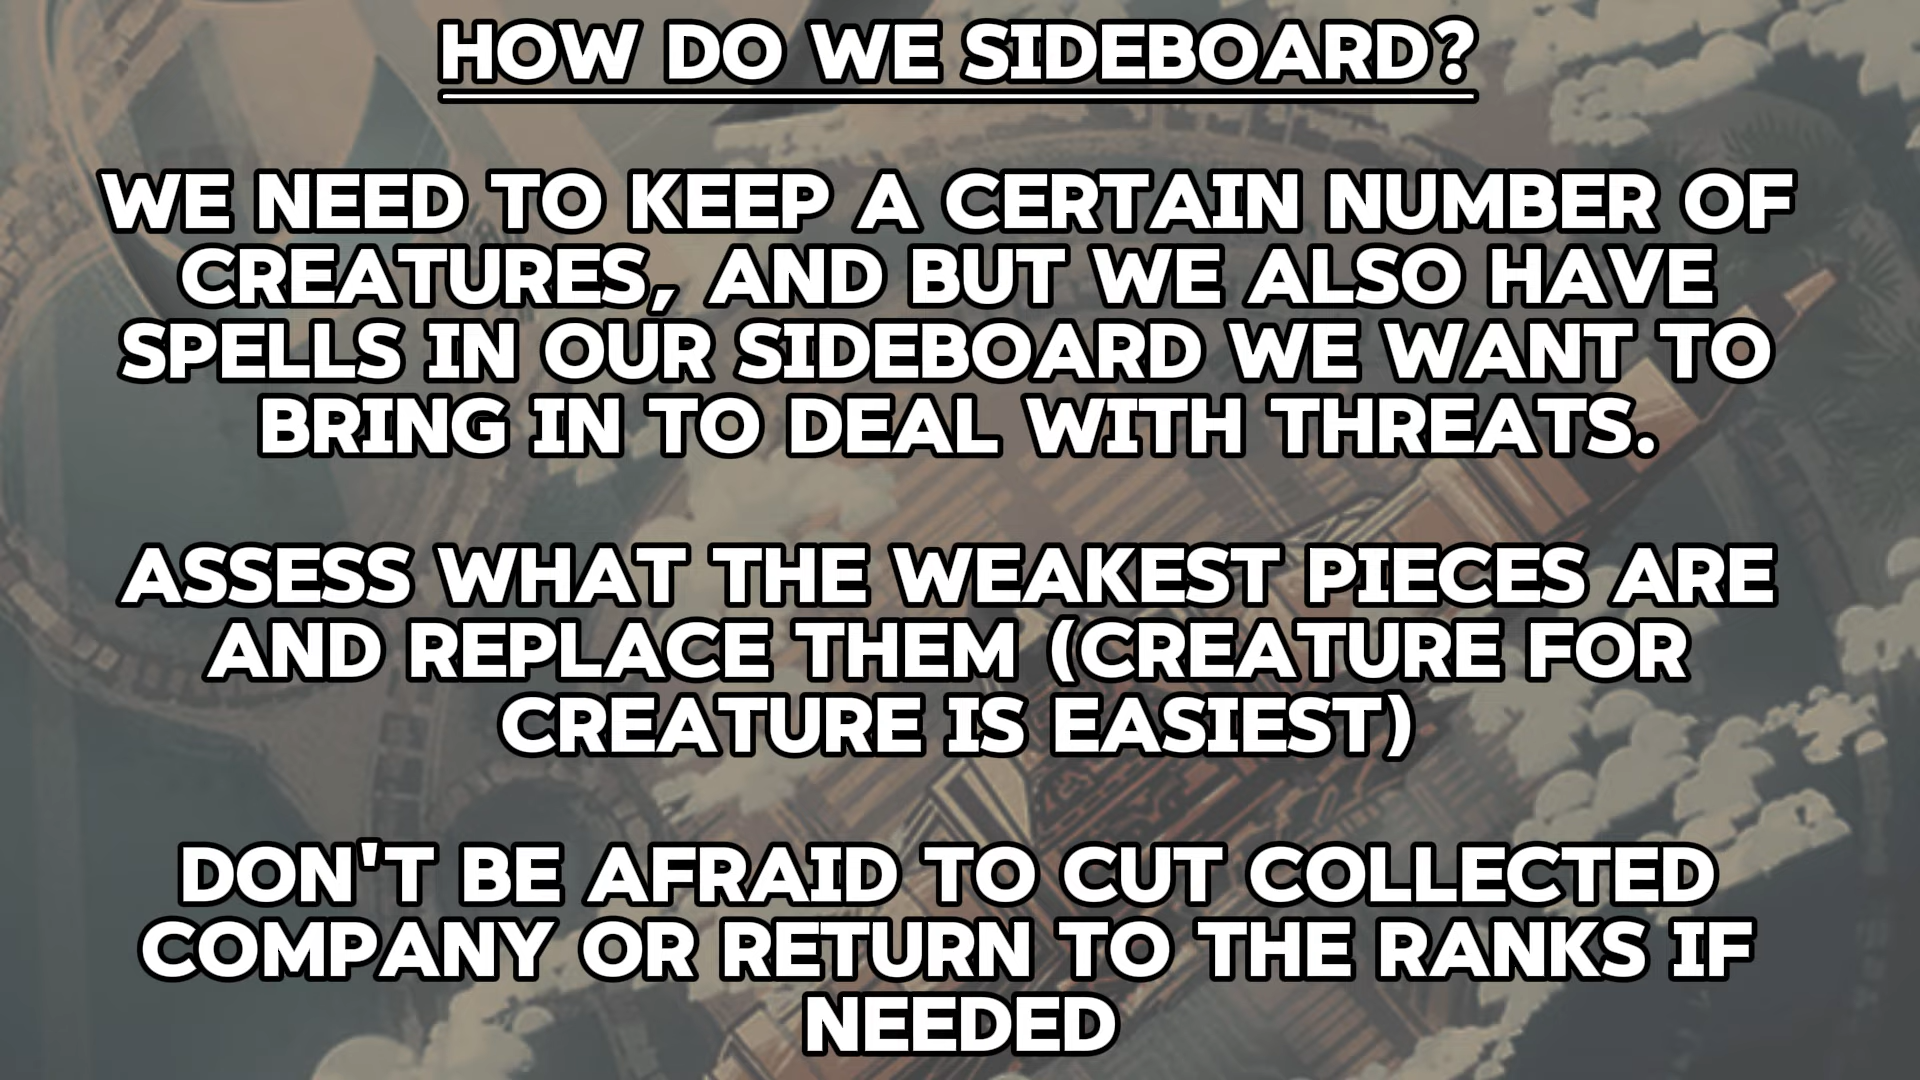 HOW DO WE SIDEBOARD?
WE NEED TO KEEP A CERTAIN NUMBER OF
CREATURES, AND BUT WE ALSO HAVE
SPELLS IN OUR SIDEBOARD WE WANT TO
BRING IN TO DEAL WITH THREATS.
ASSESS WHAT THE WEAKEST PIECES ARE
AND REPLACE THEM (CREATURE FOR
CREATURE IS EASIEST)
DON'T BE AFRAID TO CUT COLLECTED
COMPANY OR RETURN TO THE RANKS IF
NEEDED